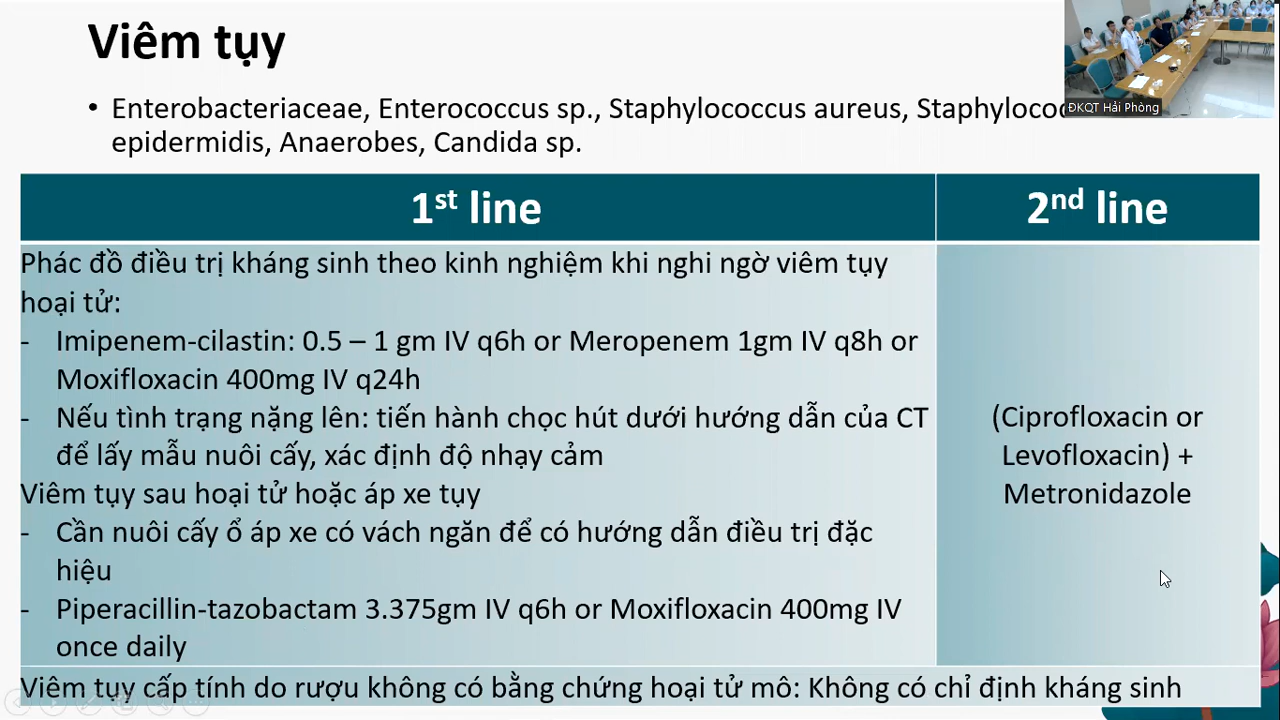 Viêm tụy
ĐKQT Hải Phòng
• Enterobacteriaceae, Enterococcus sp., Staphylococcus aureus,
epidermidis, Anaerobes, Candida sp.
1st line
2nd line
Phác đồ điều trị kháng sinh theo kinh nghiệm khi nghi ngờ viêm tụy
hoại tử:
- Imipenem-cilastin: 0.5 – 1 gm IV q6h or Meropenem 1gm IV q8h or
Moxifloxacin 400mg IV q24h
- Nếu tình trạng nặng lên: tiến hành chọc hút dưới hướng dẫn của CT
để lấy mẫu nuôi cấy, xác định độ nhạy cảm
Viêm tụy sau hoại tử hoặc áp xe tụy
- Cần nuôi cấy ổ áp xe có vách ngăn để có hướng dẫn điều trị đặc
hiệu
- Piperacillin-tazobactam 3.375gm IV q6h or Moxifloxacin 400mg IV
once daily
(Ciprofloxacin or
Levofloxacin) +
Metronidazole
Viêm tụy cấp tính do rượu không có bằng chứng hoại tử mô: Không có chỉ định kháng sinh